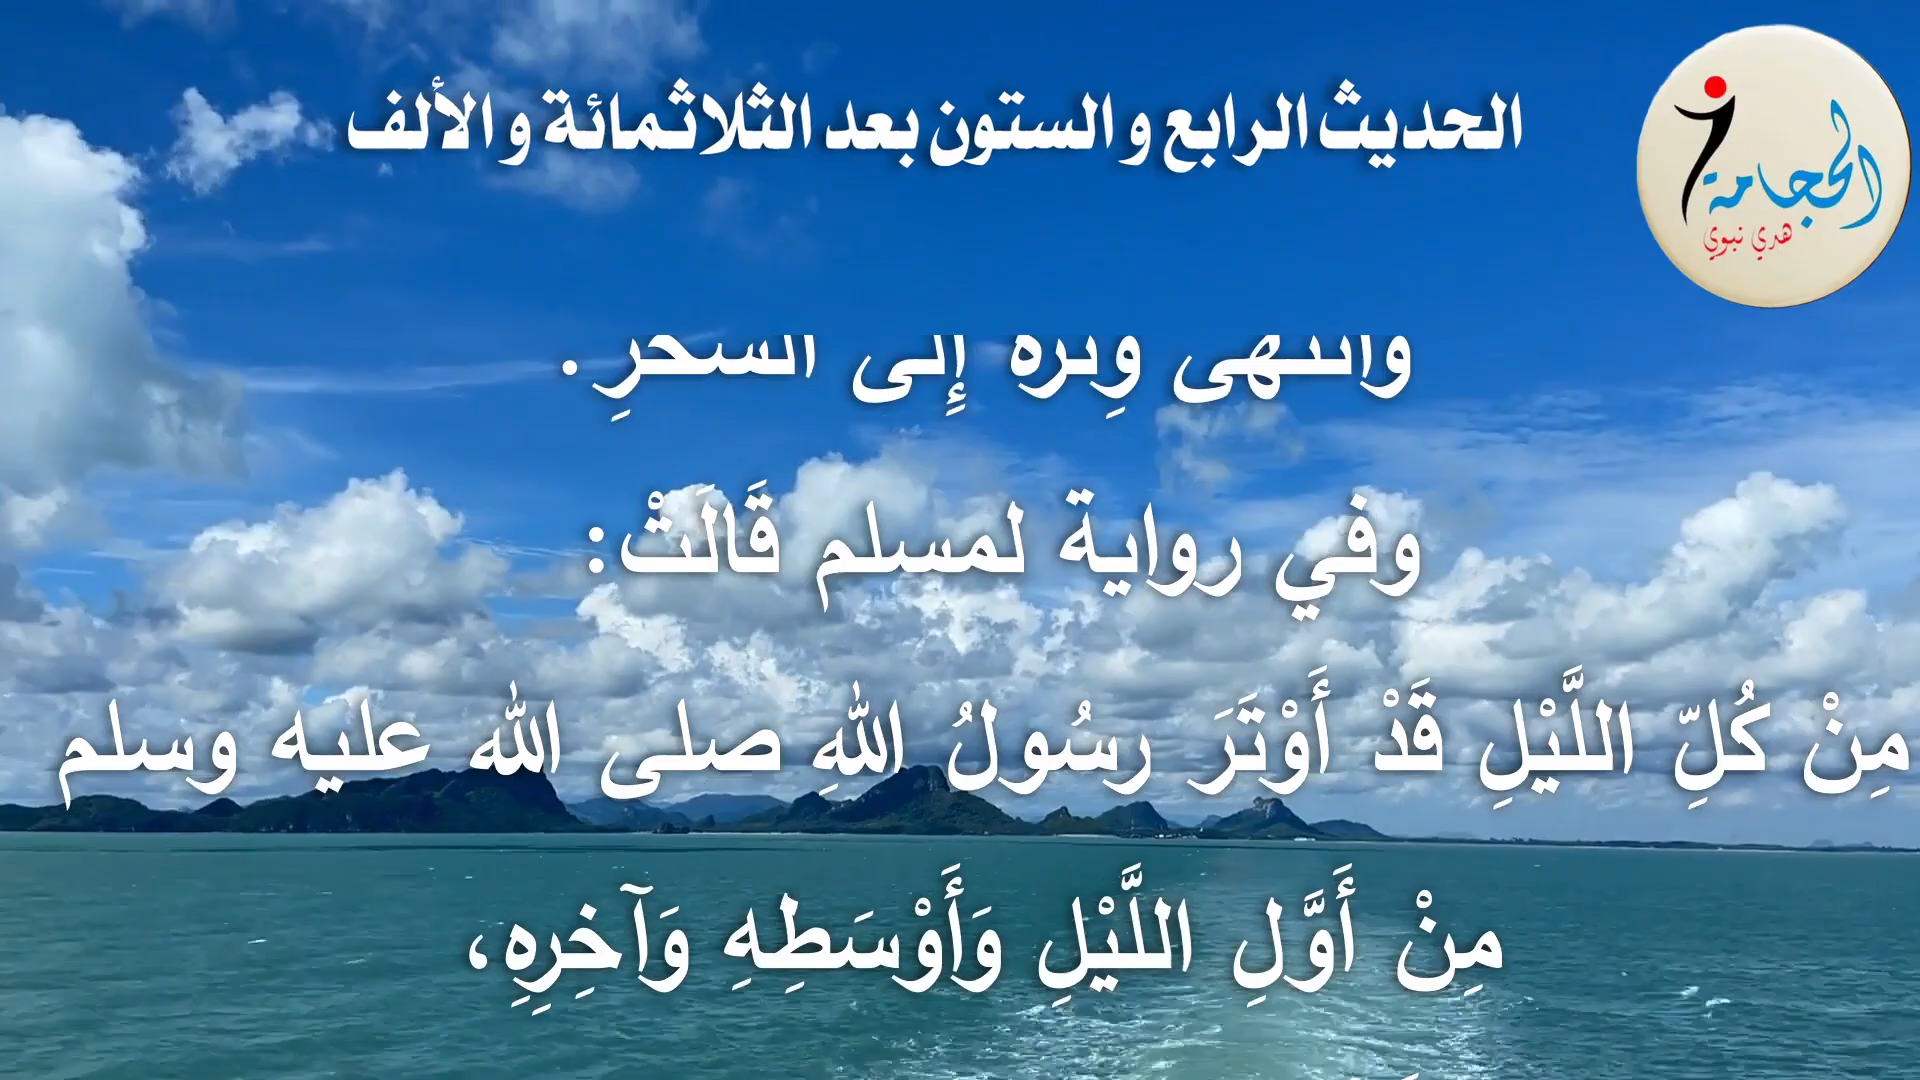 الحديث الرابع و الستون بعد الثلاثمائة و الألف
الحجامة
هدي نبوي
وانتهى وتره إلى السحرِ .
وفي رواية لمسلم قَالَتْ:
مِنْ كُلِّ اللَّيْلِ قَدْ أَوْتَرَ رسُولُ اللهِ صلى الله عليه وسلم
مِنْ أَوَّلِ اللَّيْلِ وَأَوْسَطِهِ وَآخِرِهِ،